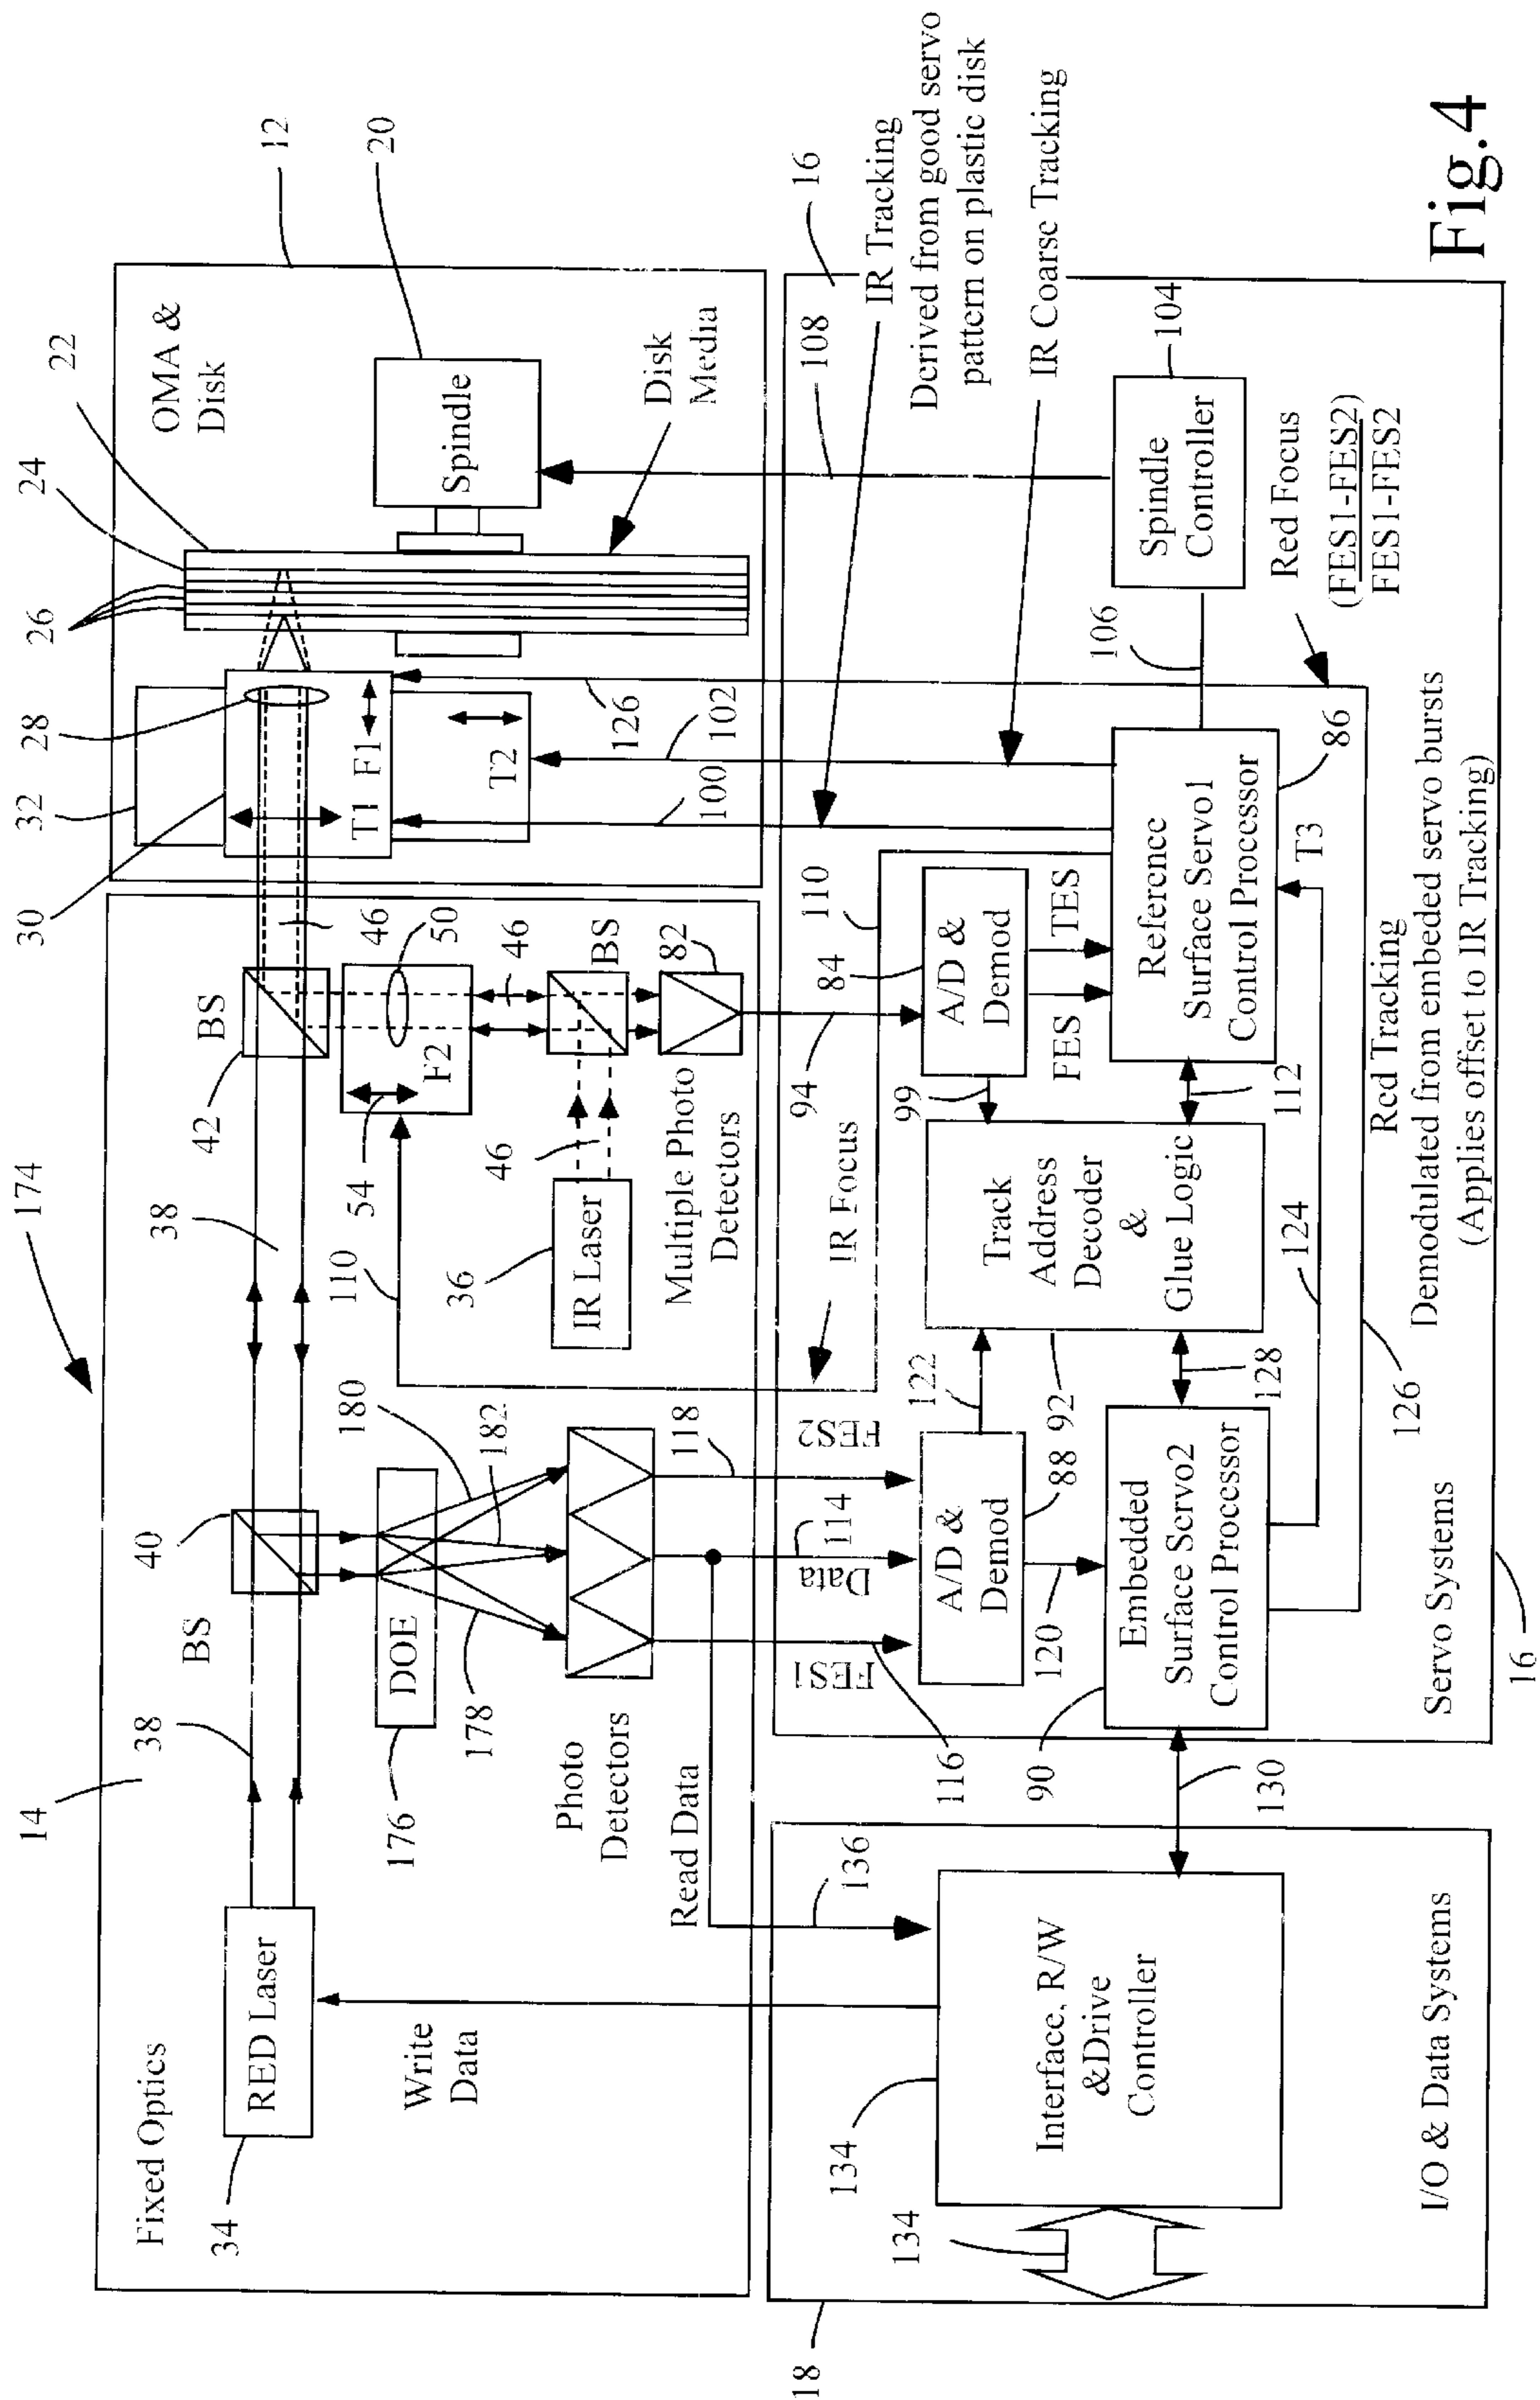 174
14
Fixed Optics
34
RED Laser
38
BS
40
38
42
BS
30
32
28
26
24
22
12
OMA &
Disk
20
Spindle
Disk
Media
T1
F1
T2
46
50
F2
54
46
BS
82
46
IR Laser
36
110
Multiple Photo
Detectors
DOE
176
178
180
182
Photo
Detectors
Write
Data
Read Data
136
FES1
116
Data
114
FES2
118
IR Focus
94
110
100
102
126
108
16
IR Tracking
Derived from good servo
pattern on plastic disk
IR Coarse Tracking
A/D &
Demod
88
120
122
92
Track
Address
Decoder
&
Glue Logic
99
84
A/D &
Demod
FES
TES
Reference
Surface Servo1
Control Processor
86
106
Spindle
Controller
104
Red Focus
(FES1-FES2)
FES1-FES2
112
128
90
Embedded
Surface Servo2
Control Processor
130
124
T3
126
Red Tracking
Demodulated from embeded servo bursts
(Applies offset to IR Tracking)
Servo Systems
16
134
Interface, R/W
&Drive
Controller
134
I/O & Data Systems
18
Fig.4